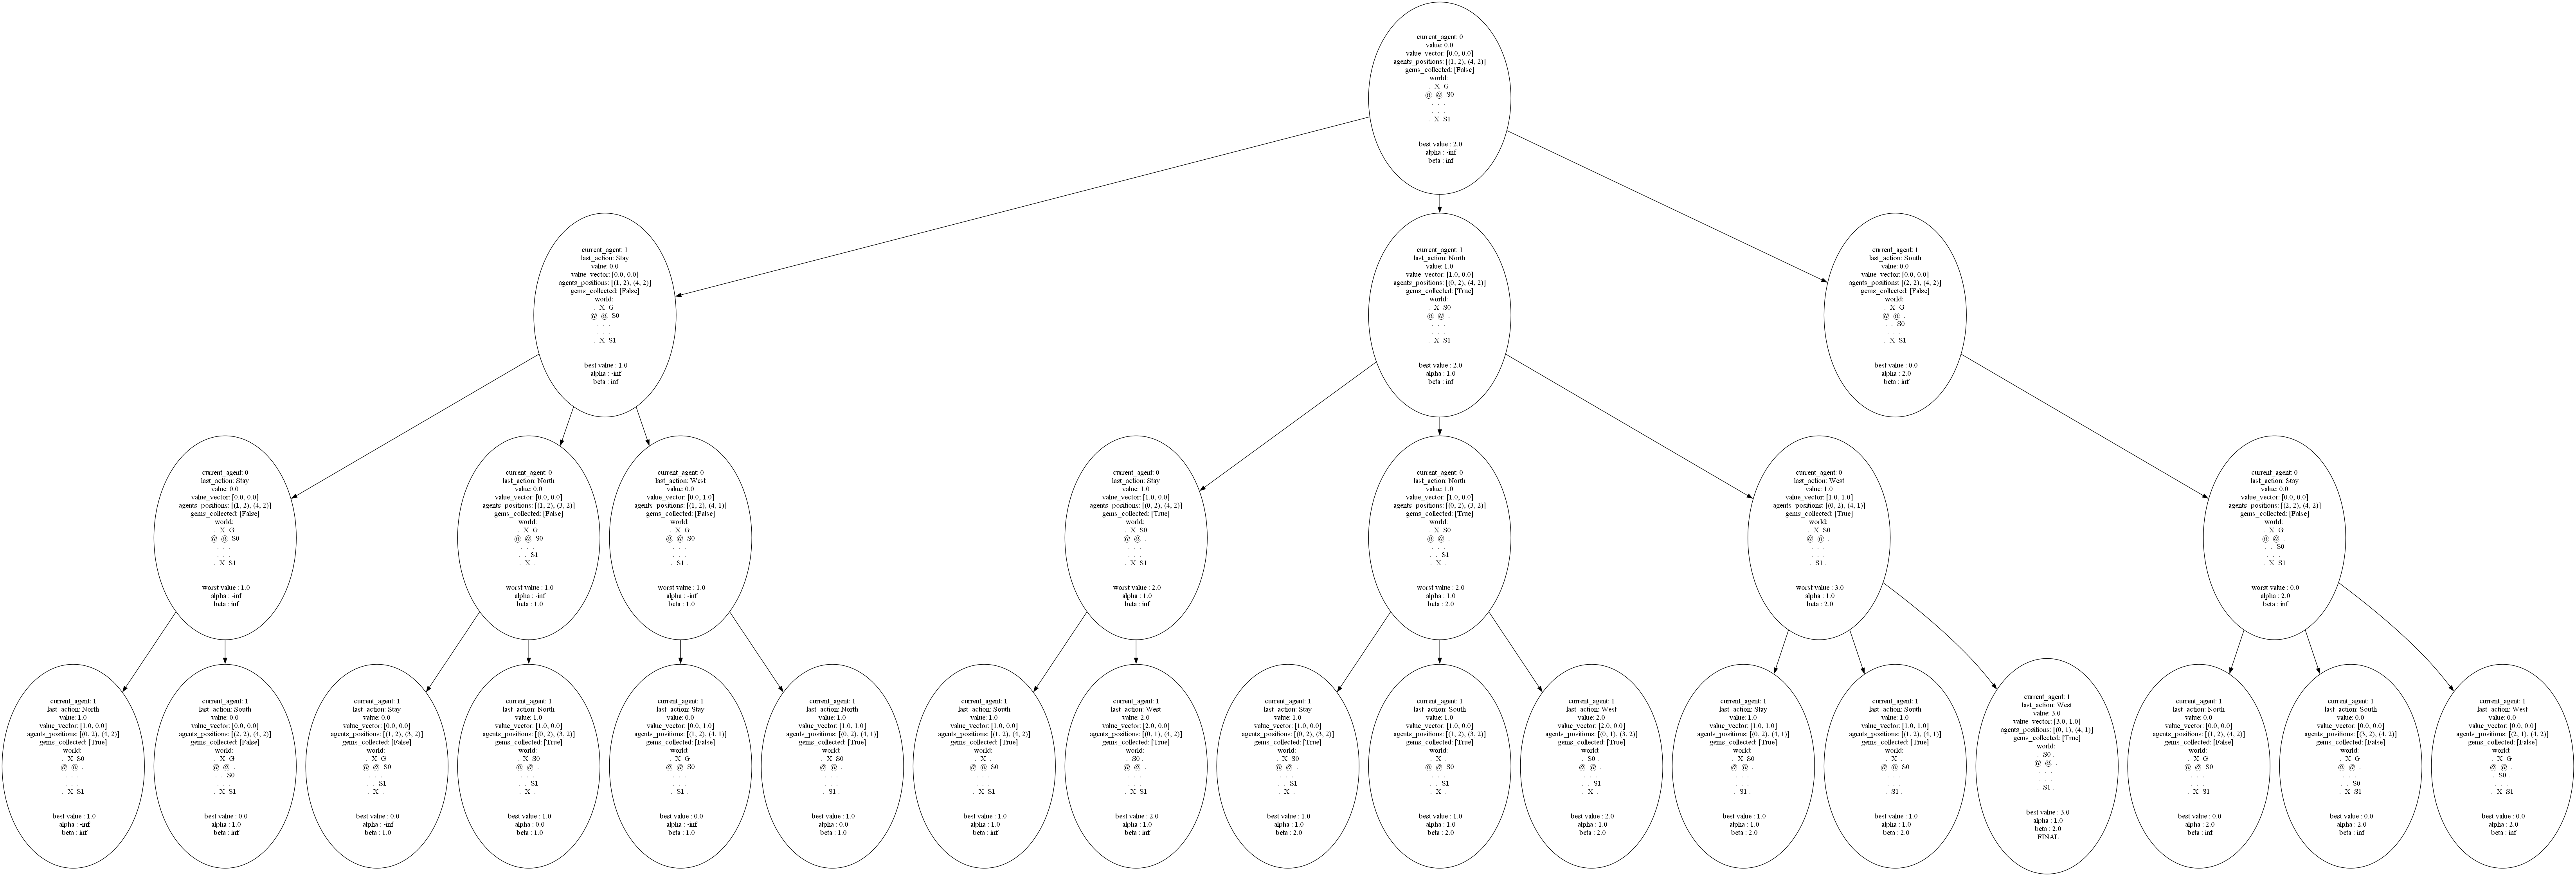 current_agent: 0
value: 0.0
value_vector: [0.0, 0.0]
agents_positions: [(1, 2), (4, 2)]
gems_collected: [False]
world:
. X G
@ @ S0
. . .
. X S1
best value : 2.0
alpha : -inf
beta : inf
current_agent: 1
last_action: Stay
value: 0.0
value_vector: [0.0, 0.0]
agents_positions: [(1, 2), (4, 2)]
gems_collected: [False]
world:
. X G
@ @ S0
. . .
. . .
. X S1
best value : 1.0
alpha : -inf
beta : inf
current_agent: 1
last_action: North
value: 1.0
value_vector: [1.0, 0.0]
agents_positions: [(0, 2), (4, 2)]
gems_collected: [True]
world:
. X S0
@ @ .
. . .
. . .
. X S1
best value : 2.0
alpha : 1.0
beta : inf
current_agent: 1
last_action: South
value: 0.0
value_vector: [0.0, 0.0]
agents_positions: [(2, 2), (4, 2)]
gems_collected: [False]
world:
. X G
@ @ .
. . S0
. . .
. X S1
best value : 0.0
alpha : 2.0
beta : inf
current_agent: 0
last_action: Stay
value: 0.0
value_vector: [0.0, 0.0]
agents_positions: [(1, 2), (4, 2)]
gems_collected: [False]
world:
. X G
@ @ S0
. . .
. . .
. X S1
worst value : 1.0
alpha : -inf
beta : inf
current_agent: 0
last_action: North
value: 0.0
value_vector: [0.0, 0.0]
agents_positions: [(1, 2), (3, 2)]
gems_collected: [False]
world:
. X G
@ @ S0
. . .
. . S1
. X .
worst value : 1.0
alpha : -inf
beta : 1.0
current_agent: 0
last_action: West
value: 0.0
value_vector: [0.0, 1.0]
agents_positions: [(1, 2), (4, 1)]
gems_collected: [False]
world:
. X G
@ @ S0
. . .
. . .
. S1 .
worst value : 1.0
alpha : -inf
beta : 1.0
current_agent: 0
last_action: Stay
value: 1.0
value_vector: [1.0, 0.0]
agents_positions: [(0, 2), (4, 2)]
gems_collected: [True]
world:
. X S0
@ @ .
. . .
. . .
. X S1
worst value : 2.0
alpha : 1.0
beta : inf
current_agent: 0
last_action: North
value: 1.0
value_vector: [1.0, 0.0]
agents_positions: [(0, 2), (3, 2)]
gems_collected: [True]
world:
. X S0
@ @ .
. . .
. . S1
. X .
worst value : 2.0
alpha : 1.0
beta : 2.0
current_agent: 0
last_action: West
value: 1.0
value_vector: [1.0, 1.0]
agents_positions: [(0, 2), (4, 1)]
gems_collected: [True]
world:
. X S0
@ @ .
. . .
. . .
. S1 .
worst value : 3.0
alpha : 1.0
beta : 2.0
current_agent: 0
last_action: Stay
value: 0.0
value_vector: [0.0, 0.0]
agents_positions: [(2, 2), (4, 2)]
gems_collected: [False]
world:
. X G
@ @ .
. . S0
. . .
. X S1
worst value : 0.0
alpha : 2.0
beta : inf
current_agent: 1
last_action: North
value: 1.0
value_vector: [1.0, 0.0]
agents_positions: [(0, 2), (4, 2)]
gems_collected: [True]
world:
. X S0
@ @ .
. . .
. . .
. X S1
best value : 1.0
alpha : -inf
beta : inf
current_agent: 1
last_action: South
value: 0.0
value_vector: [0.0, 0.0]
agents_positions: [(2, 2), (4, 2)]
gems_collected: [False]
world:
. X G
@ @ .
. . S0
. . .
. X S1
best value : 0.0
alpha : 1.0
beta : inf
current_agent: 1
last_action: Stay
value: 0.0
value_vector: [0.0, 0.0]
agents_positions: [(1, 2), (3, 2)]
gems_collected: [False]
world:
. X G
@ @ S0
. . .
. . S1
. X .
best value : 0.0
alpha : -inf
beta : 1.0
current_agent: 1
last_action: North
value: 1.0
value_vector: [1.0, 0.0]
agents_positions: [(0, 2), (3, 2)]
gems_collected: [True]
world:
. X S0
@ @ .
. . .
. . S1
. X .
best value : 1.0
alpha : 0.0
beta : 1.0
current_agent: 1
last_action: Stay
value: 0.0
value_vector: [0.0, 1.0]
agents_positions: [(1, 2), (4, 1)]
gems_collected: [False]
world:
. X G
@ @ S0
. . .
. . .
. S1 .
best value : 0.0
alpha : -inf
beta : 1.0
current_agent: 1
last_action: North
value: 1.0
value_vector: [1.0, 1.0]
agents_positions: [(0, 2), (4, 1)]
gems_collected: [True]
world:
. X S0
@ @ .
. . .
. . .
. S1 .
best value : 1.0
alpha : 0.0
beta : 1.0
current_agent: 1
last_action: South
value: 1.0
value_vector: [1.0, 0.0]
agents_positions: [(1, 2), (4, 2)]
gems_collected: [True]
world:
. X .
@ @ S0
. . .
. . .
. X S1
best value : 1.0
alpha : 1.0
beta : inf
current_agent: 1
last_action: West
value: 2.0
value_vector: [2.0, 0.0]
agents_positions: [(0, 1), (4, 2)]
gems_collected: [True]
world:
. S0 .
@ @ .
. . .
. . .
. X S1
best value : 2.0
alpha : 1.0
beta : inf
current_agent: 1
last_action: Stay
value: 1.0
value_vector: [1.0, 0.0]
agents_positions: [(0, 2), (3, 2)]
gems_collected: [True]
world:
. X S0
@ @ .
. . .
. . S1
. X .
best value : 1.0
alpha : 1.0
beta : 2.0
current_agent: 1
last_action: South
value: 1.0
value_vector: [1.0, 0.0]
agents_positions: [(1, 2), (3, 2)]
gems_collected: [True]
world:
. X .
@ @ S0
. . .
. . S1
. X .
best value : 1.0
alpha : 1.0
beta : 2.0
current_agent: 1
last_action: West
value: 2.0
value_vector: [2.0, 0.0]
agents_positions: [(0, 1), (3, 2)]
gems_collected: [True]
world:
. S0 .
@ @ .
. . .
. . S1
. X .
best value : 2.0
alpha : 1.0
beta : 2.0
current_agent: 1
last_action: Stay
value: 1.0
value_vector: [1.0, 1.0]
agents_positions: [(0, 2), (4, 1)]
gems_collected: [True]
world:
. X S0
@ @ .
. . .
. . .
. S1 .
best value : 1.0
alpha : 1.0
beta : 2.0
current_agent: 1
last_action: South
value: 1.0
value_vector: [1.0, 1.0]
agents_positions: [(1, 2), (4, 1)]
gems_collected: [True]
world:
. X .
@ @ S0
. . .
. . .
. S1 .
best value : 1.0
alpha : 1.0
beta : 2.0
current_agent: 1
last_action: West
value: 3.0
value_vector: [3.0, 1.0]
agents_positions: [(0, 1), (4, 1)]
gems_collected: [True]
world:
. S0 .
@ @ .
. . .
. . .
. S1 .
best value : 3.0
alpha : 1.0
beta : 2.0
FINAL
current_agent: 1
last_action: North
value: 0.0
value_vector: [0.0, 0.0]
agents_positions: [(1, 2), (4, 2)]
gems_collected: [False]
world:
. X G
@ @ S0
. . .
. . .
. X S1
best value : 0.0
alpha : 2.0
beta : inf
current_agent: 1
last_action: South
value: 0.0
value_vector: [0.0, 0.0]
agents_positions: [(3, 2), (4, 2)]
gems_collected: [False]
world:
. X G
@ @ .
. . .
. . S0
. X S1
best value : 0.0
alpha : 2.0
beta : inf
current_agent: 1
last_action: West
value: 0.0
value_vector: [0.0, 0.0]
agents_positions: [(2, 1), (4, 2)]
gems_collected: [False]
world:
. X G
@ @ .
. S0 .
. . .
. X S1
best value : 0.0
alpha : 2.0
beta : inf